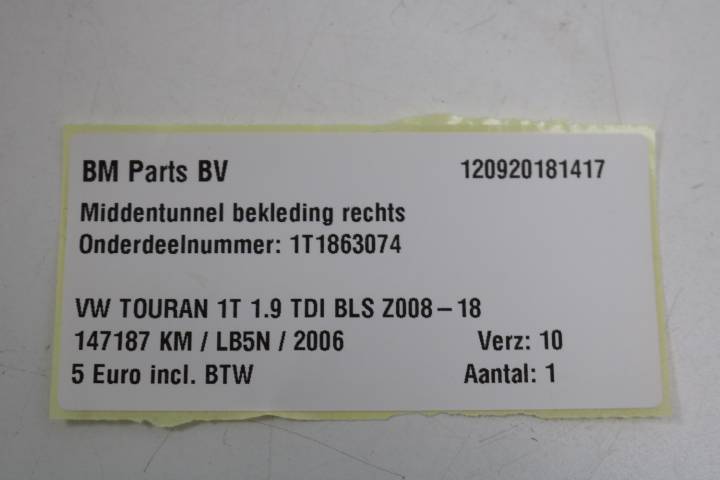 BM Parts BV 120920181417
Middentunnel bekleding rechts
Onderdeelnummer: 1T1863074
VW TOURAN 1T 1.9 TDI BLS Z008-18
147187 KM / LB5N / 2006 Verz: 10
5 Euro incl. BTW Aantal: 1